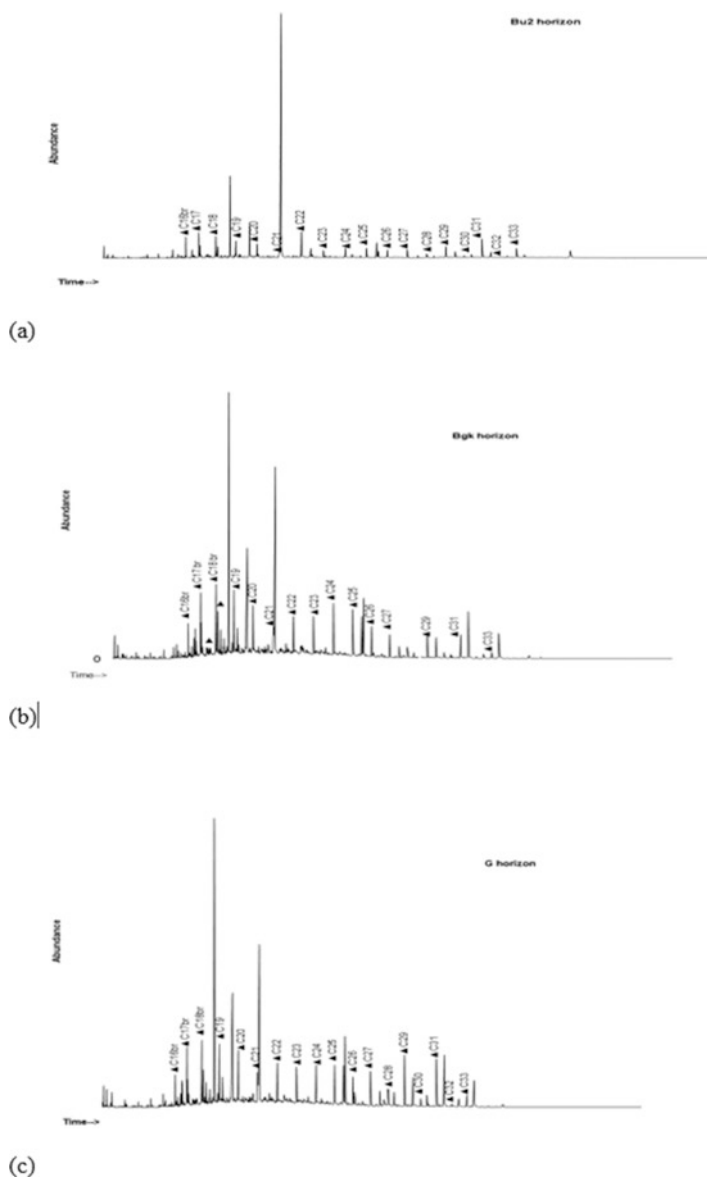 Bu2 horizon
Abundance
C16br C17 C18 C19 C20 C21 C22 C23 C24 C25 C26 C27 C28 C29 C30 C31 C32 C33
Time-->
(a)
Bgk horizon
Abundance
C16br C17br C18br C19 C20 C21 C22 C23 C24 C25 C26 C27 C29 C31 C33
0
Time-->
(b)
G horizon
Abundance
C16br C17br C18br C19 C20 C21 C22 C23 C24 C25 C26 C27 C28 C29 C30 C31 C32 C33
Time-->
(c)